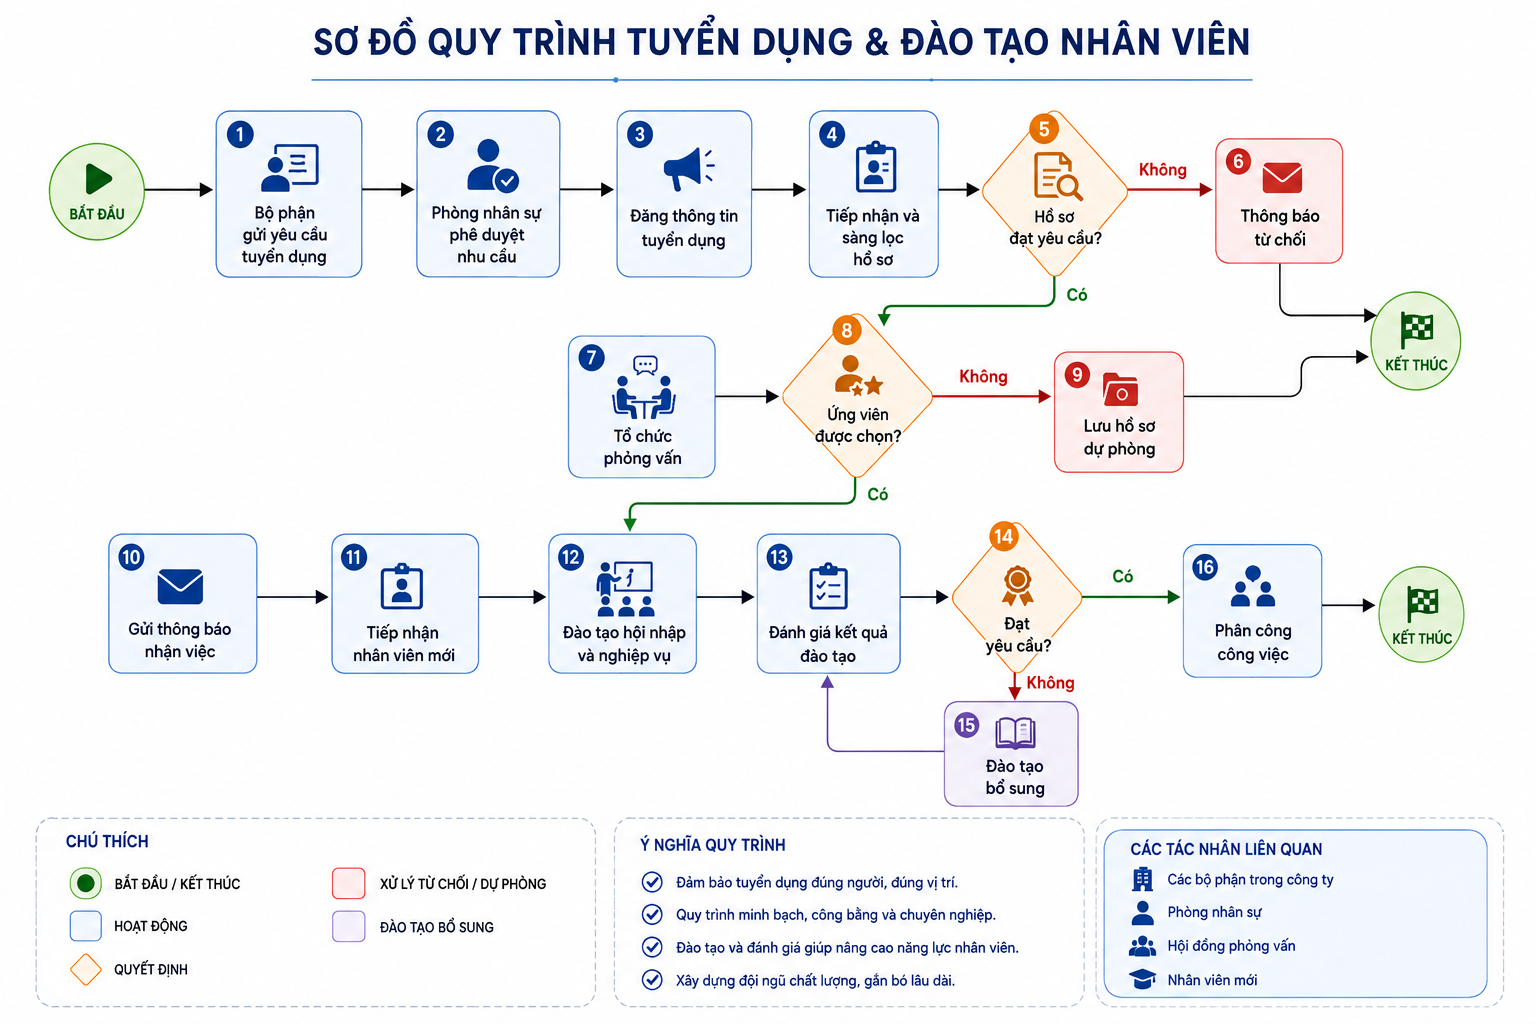 SƠ ĐỒ QUY TRÌNH TUYỂN DỤNG & ĐÀO TẠO NHÂN VIÊN
BẮT ĐẦU
1
Bộ phận
gửi yêu cầu
tuyển dụng
2
Phòng nhân sự
phê duyệt
nhu cầu
3
Đăng thông tin
tuyển dụng
4
Tiếp nhận và
sàng lọc
hồ sơ
5
Hồ sơ
đạt yêu cầu?
Không
6
Thông báo
từ chối
Có
KẾT THÚC
7
Tổ chức
phỏng vấn
8
Ứng viên
được chọn?
Không
9
Lưu hồ sơ
dự phòng
Có
10
Gửi thông báo
nhận việc
11
Tiếp nhận
nhân viên mới
12
Đào tạo hội nhập
và nghiệp vụ
13
Đánh giá kết quả
đào tạo
14
Đạt
yêu cầu?
Có
16
Phân công
công việc
KẾT THÚC
Không
15
Đào tạo
bổ sung
CHÚ THÍCH
BẮT ĐẦU / KẾT THÚC
HOẠT ĐỘNG
QUYẾT ĐỊNH
XỬ LÝ TỪ CHỐI / DỰ PHÒNG
ĐÀO TẠO BỔ SUNG
Ý NGHĨA QUY TRÌNH
Đảm bảo tuyển dụng đúng người, đúng vị trí.
Quy trình minh bạch, công bằng và chuyên nghiệp.
Đào tạo và đánh giá giúp nâng cao năng lực nhân viên.
Xây dựng đội ngũ chất lượng, gắn bó lâu dài.
CÁC TÁC NHÂN LIÊN QUAN
Các bộ phận trong công ty
Phòng nhân sự
Hội đồng phỏng vấn
Nhân viên mới